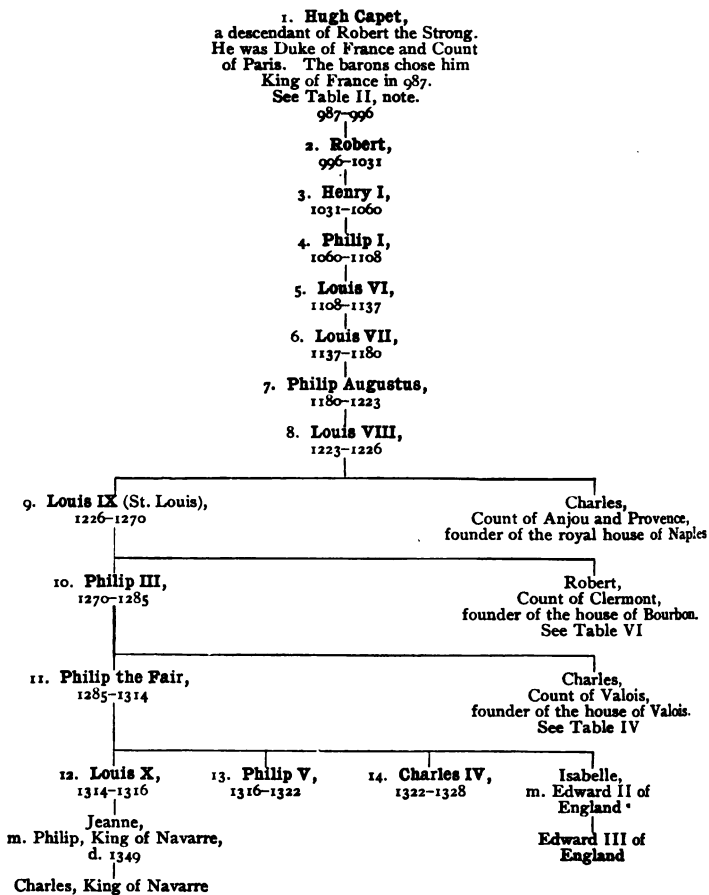 1. Hugh Capet,
a descendant of Robert the Strong.
He was Duke of France and Count
of Paris. The barons chose him
King of France in 987.
See Table II, note.
987–996
2. Robert,
996–1031
3. Henry I,
1031–1060
4. Philip I,
1060–1108
5. Louis VI,
1108–1137
6. Louis VII,
1137–1180
7. Philip Augustus,
1180–1223
8. Louis VIII,
1223–1226
9. Louis IX (St. Louis),
1226–1270
Charles,
Count of Anjou and Provence,
founder of the royal house of Naples
10. Philip III,
1270–1285
Robert,
Count of Clermont,
founder of the house of Bourbon.
See Table VI
11. Philip the Fair,
1285–1314
Charles,
Count of Valois,
founder of the house of Valois.
See Table IV
12. Louis X,
1314–1316
13. Philip V,
1316–1322
14. Charles IV,
1322–1328
Isabelle,
m. Edward II of
England
Jeanne,
m. Philip, King of Navarre,
d. 1349
Edward III of
England
Charles, King of Navarre